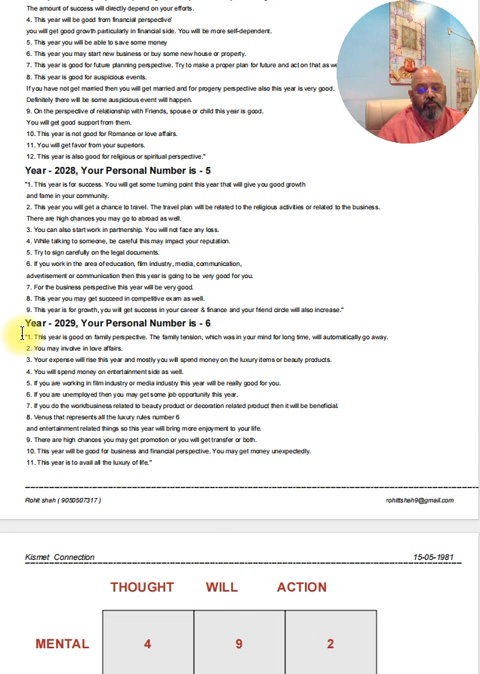 The amount of success will directly depend on your efforts.
4. This year will be good from financial perspective'
you will get good growth particularly in financial side. You will be more self-dependent.
5. This year you will be able to save some money
6. This year you may start new business or buy some new house or property.
7. This year is good for future planning perspective. Try to make a proper plan for future and act on that as we
8. This year is good for auspicious events.
If you have not get married then you will get married and for progeny perspective also this year is very good.
Definitely there will be some auspicious event will happen.
9. On the perspective of relationship with Friends, spouse or child this year is good.
You will get good support from them.
10. This year is not good for Romance or love affairs.
11. You will get favor from your superiors.
12. This year is also good for religious or spiritual perspective."
Year - 2028, Your Personal Number is - 5
"1. This year is for success. You will get some turning point this year that will give you good growth
and fame in your community.
2. This year you will get a chance to travel. The travel plan will be related to the religious activities or related to the business.
There are high chances you may go to abroad as well.
3. You can also start work in partnership. You will not face any loss.
4. While talking to someone, be careful this may impact your reputation.
5. Try to sign carefully on the legal documents.
6. If you work in the area of education, film industry, media, communication,
advertisement or communication then this year is going to be very good for you.
7. For the business perspective this year will be very good.
8. This year you may get succeed in competitive exam as well.
9. This year is for growth, you will get success in your career & finance and your friend circle will also increase."
Year - 2029, Your Personal Number is - 6
"1. This year is good on family perspective. The family tension, which was in your mind for long time, will automatically go away.
2. You may involve in love affairs.
3. Your expense will rise this year and mostly you will spend money on the luxury items or beauty products.
4. You will spend money on entertainment side as well.
5. If you are working in film industry or media industry this year will be really good for you.
6. If you are unemployed then you may get some job opportunity this year.
7. If you do the work/business related to beauty product or decoration related product then it will be beneficial.
8. Venus that represents all the luxury rules number 6
and entertainment related things so this year will bring more enjoyment to your life.
9. There are high chances you may get promotion or you will get transfer or both.
10. This year will be good for business and financial perspective. You may get money unexpectedly.
11. This year is to avail all the luxury of life."
Rohit shah ( 9050507317 ) rohittshah9@gmail.com
Kismet Connection 15-05-1981
THOUGHT WILL ACTION
MENTAL 4 9 2